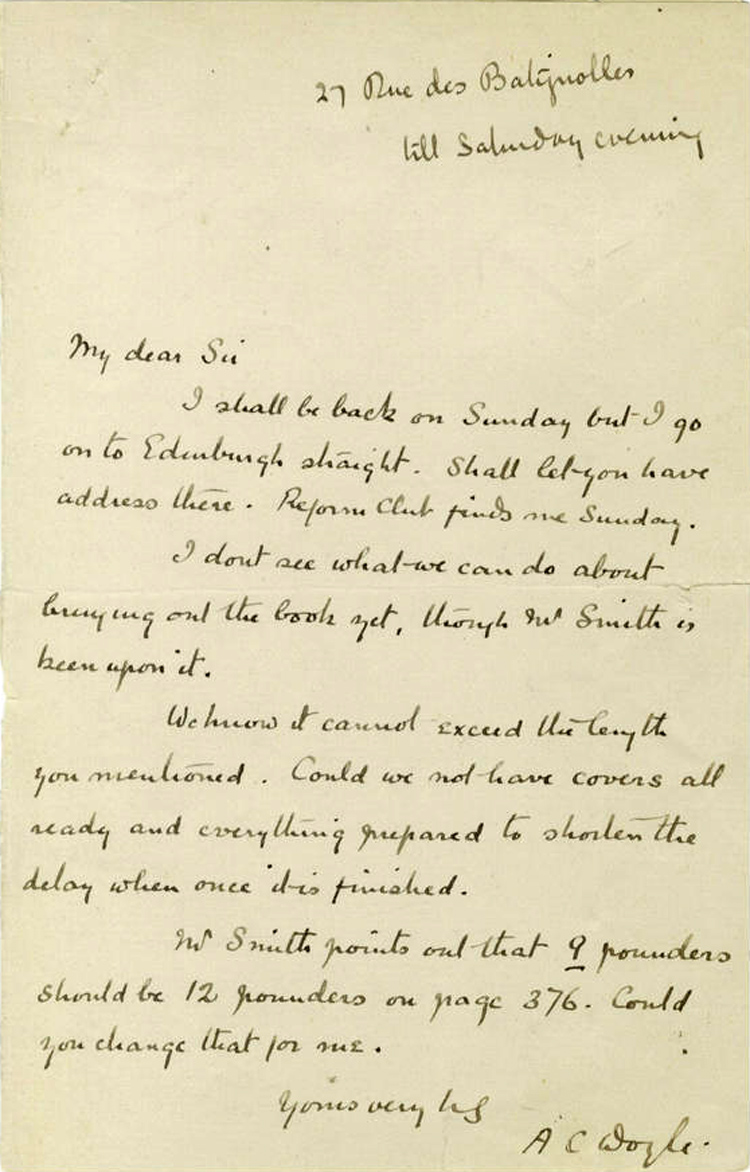 27 Rue des Batignolles
till Saturday evening
My dear Sir
I shall be back on Sunday but I go
on to Edinburgh straight. Shall let you have
address there. Reform Club finds me Sunday.
I dont see what we can do about
bringing out the book yet, though Mr Smith is
keen upon it.
We know it cannot exceed the length
you mentioned. Could we not have covers all
ready and everything prepared to shorten the
delay when once it is finished.
Mr Smith points out that 9 pounders
should be 12 pounders on page 376. Could
you change that for me.
Yours very
A C Doyle.